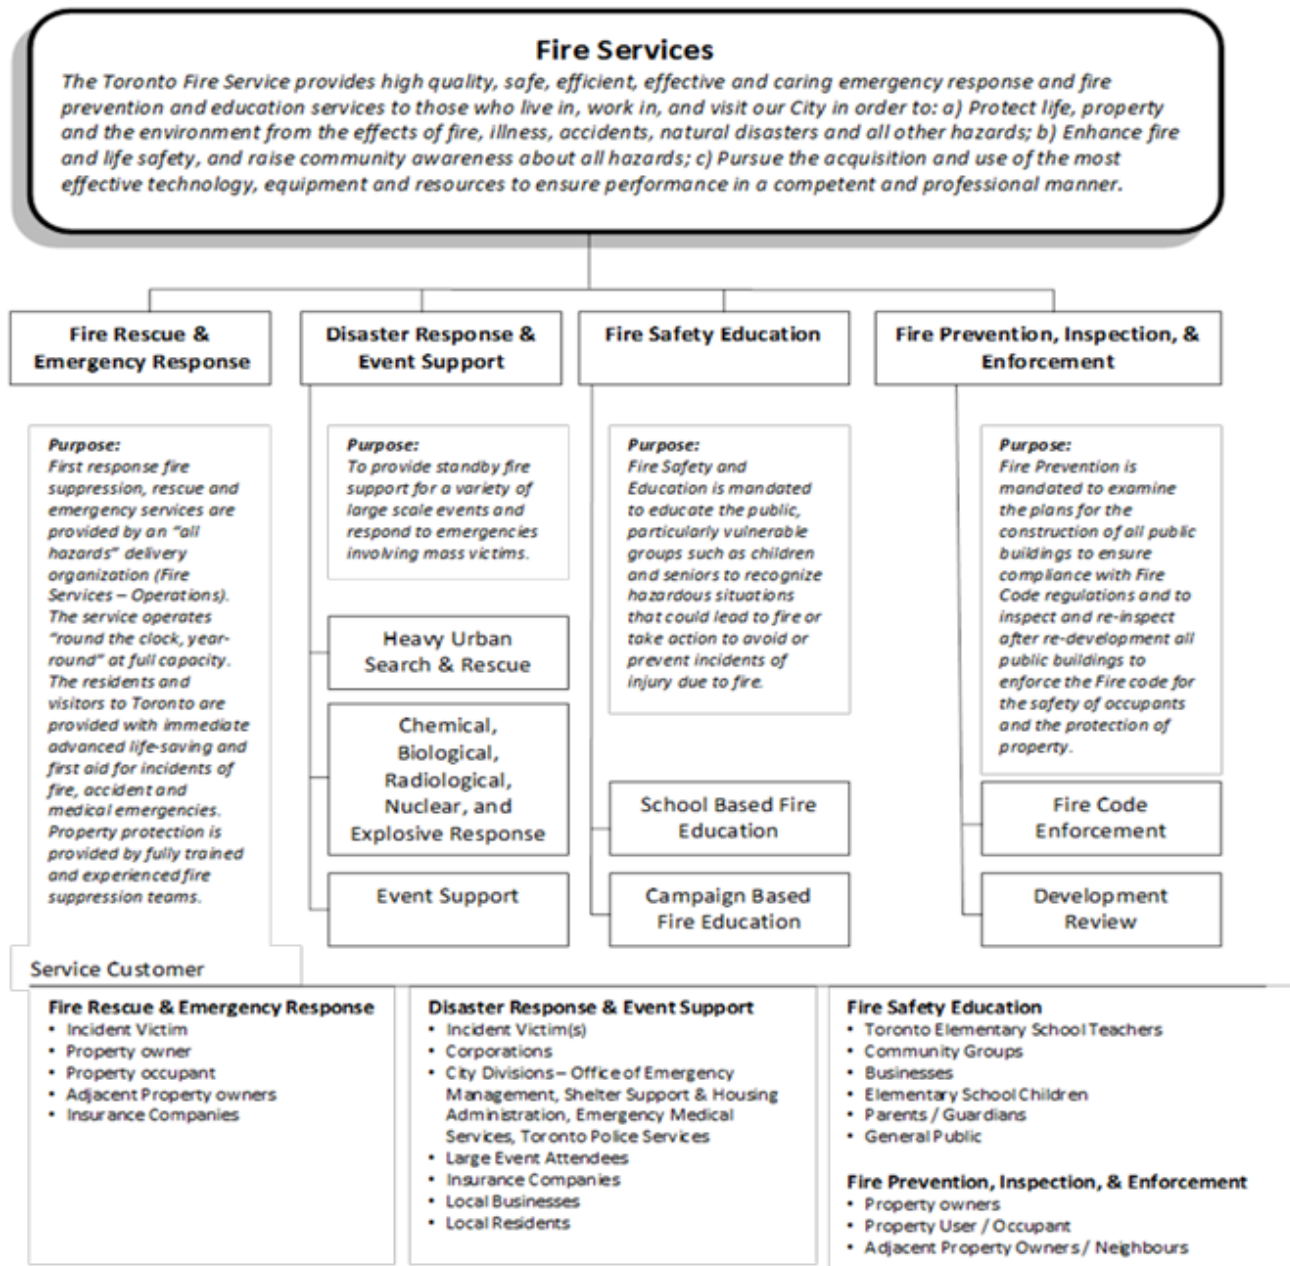 Fire Services
The Toronto Fire Service provides high quality, safe, efficient, effective and caring emergency response and fire
prevention and education services to those who live in, work in, and visit our City in order to: a) Protect life, property
and the environment from the effects of fire, illness, accidents, natural disasters and all other hazards; b) Enhance fire
and life safety, and raise community awareness about all hazards; c) Pursue the acquisition and use of the most
effective technology, equipment and resources to ensure performance in a competent and professional manner.
Fire Rescue &
Emergency Response
Disaster Response &
Event Support
Fire Safety Education
Fire Prevention, Inspection, &
Enforcement
Purpose:
First response fire
suppression, rescue and
emergency services are
provided by an "all
hazards" delivery
organization (Fire
Services – Operations).
The service operates
"round the clock, year-
round" at full capacity.
The residents and
visitors to Toronto are
provided with immediate
advanced life-saving and
first aid for incidents of
fire, accident and
medical emergencies.
Property protection is
provided by fully trained
and experienced fire
suppression teams.
Purpose:
To provide standby fire
support for a variety of
large scale events and
respond to emergencies
involving mass victims.
Heavy Urban
Search & Rescue
Chemical,
Biological,
Radiological,
Nuclear, and
Explosive Response
Event Support
Purpose:
Fire Safety and
Education is mandated
to educate the public,
particularly vulnerable
groups such as children
and seniors to recognize
hazardous situations
that could lead to fire or
take action to avoid or
prevent incidents of
injury due to fire.
School Based Fire
Education
Campaign Based
Fire Education
Purpose:
Fire Prevention is
mandated to examine
the plans for the
construction of all public
buildings to ensure
compliance with Fire
Code regulations and to
inspect and re-inspect
after re-development all
public buildings to
enforce the Fire code for
the safety of occupants
and the protection of
property.
Fire Code
Enforcement
Development
Review
Service Customer
Fire Rescue & Emergency Response
• Incident Victim
• Property owner
• Property occupant
• Adjacent Property owners
• Insurance Companies
Disaster Response & Event Support
• Incident Victim(s)
• Corporations
• City Divisions – Office of Emergency
Management, Shelter Support & Housing
Administration, Emergency Medical
Services, Toronto Police Services
• Large Event Attendees
• Insurance Companies
• Local Businesses
• Local Residents
Fire Safety Education
• Toronto Elementary School Teachers
• Community Groups
• Businesses
• Elementary School Children
• Parents / Guardians
• General Public
Fire Prevention, Inspection, & Enforcement
• Property owners
• Property User / Occupant
• Adjacent Property Owners / Neighbours